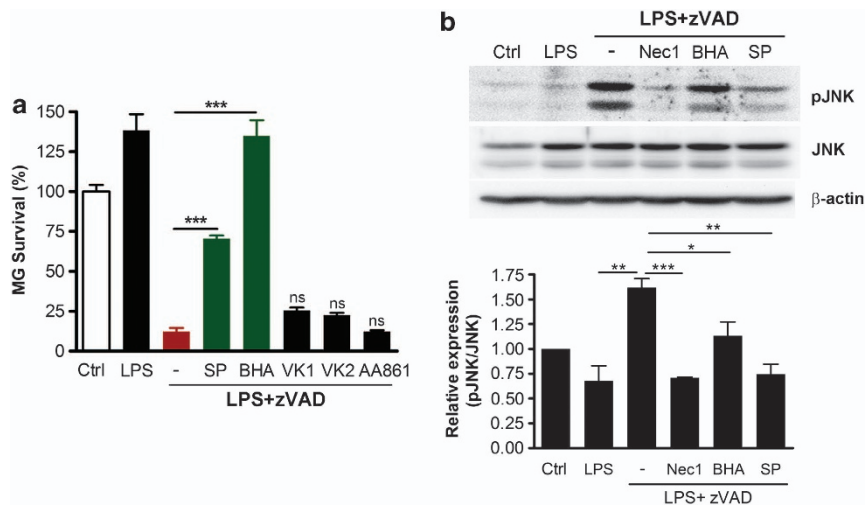 a
MG Survival (%)
150
125
100
75
50
25
0
***
***
ns
ns
ns
Ctrl LPS - SP BHA VK1 VK2 AA861
LPS+zVAD
b
LPS+zVAD
Ctrl LPS - Nec1 BHA SP
pJNK
JNK
β-actin
Relative expression
(pJNK/JNK)
1.75
1.50
1.25
1.00
0.75
0.50
0.25
0.00
**
*
** ***
Ctrl LPS - Nec1 BHA SP
LPS+ zVAD